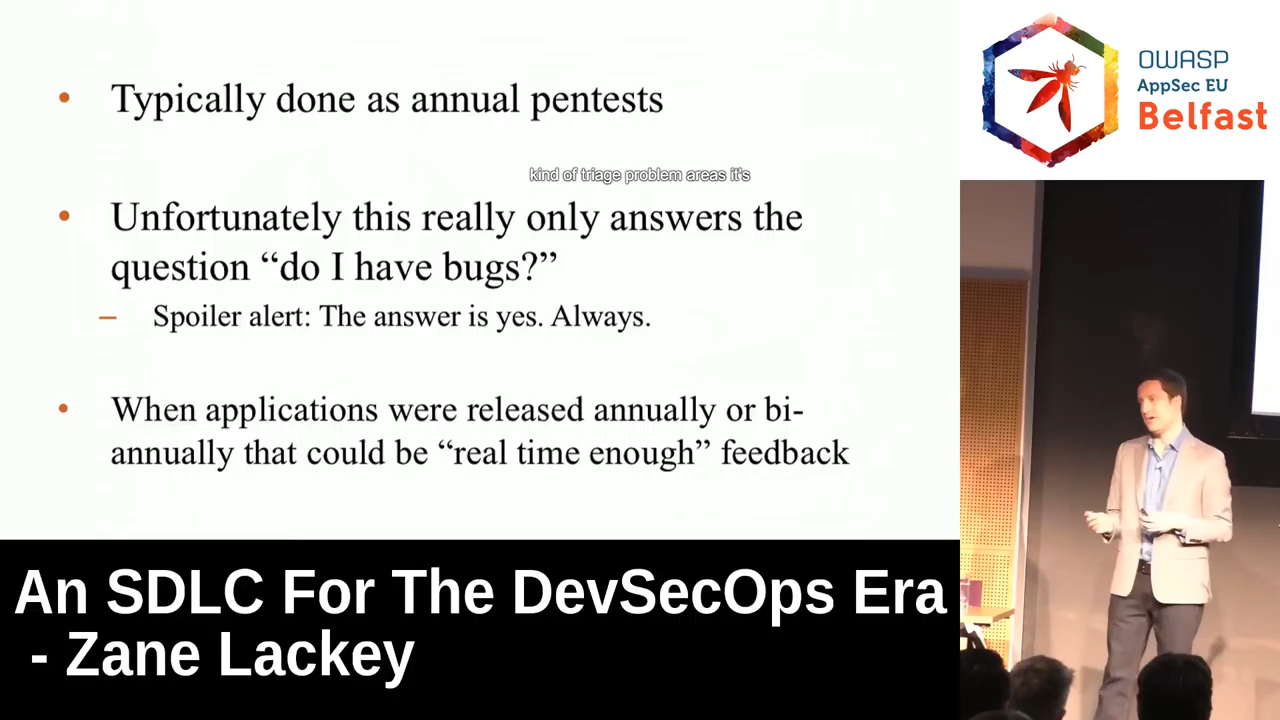 • Typically done as annual pentests
kind of triage problem areas it's
• Unfortunately this really only answers the
question “do I have bugs?”
– Spoiler alert: The answer is yes. Always.
• When applications were released annually or bi-
annually that could be “real time enough” feedback
OWASP
AppSec EU
Belfast
An SDLC For The DevSecOps Era
- Zane Lackey